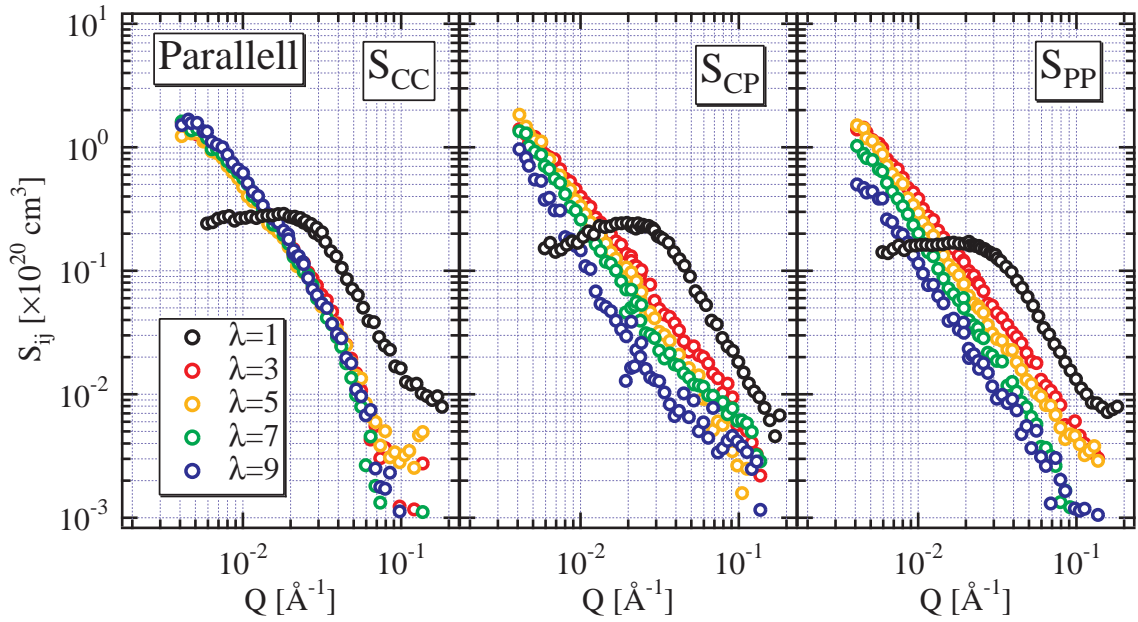 Parallell
S_CC
S_CP
S_PP
10^1
10^0
10^-1
10^-2
10^-3
S_ij [×10^20 cm^3]
λ=1
λ=3
λ=5
λ=7
λ=9
10^-2 10^-1
10^-2 10^-1
10^-2 10^-1
Q [Å^-1]
Q [Å^-1]
Q [Å^-1]